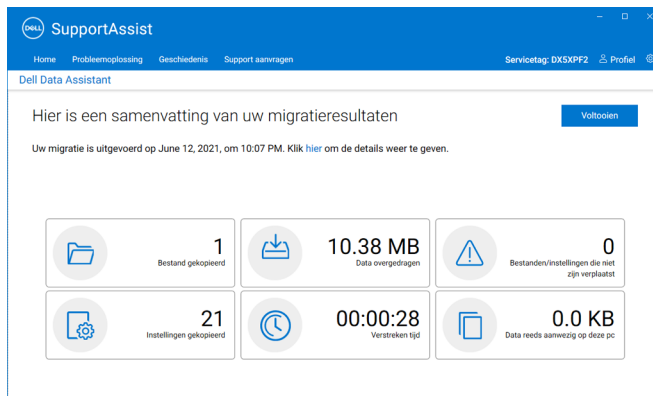 DELL SupportAssist
Home Probleemoplossing Geschiedenis Support aanvragen Servicetag: DX5XPF2 Profiel
Dell Data Assistant
Hier is een samenvatting van uw migratieresultaten
Voltooien
Uw migratie is uitgevoerd op June 12, 2021, om 10:07 PM. Klik hier om de details weer te geven.
1
Bestand gekopieerd
10.38 MB
Data overgedragen
0
Bestanden/instellingen die niet
zijn verplaatst
21
Instellingen gekopieerd
00:00:28
Verstreken tijd
0.0 KB
Data reeds aanwezig op deze pc